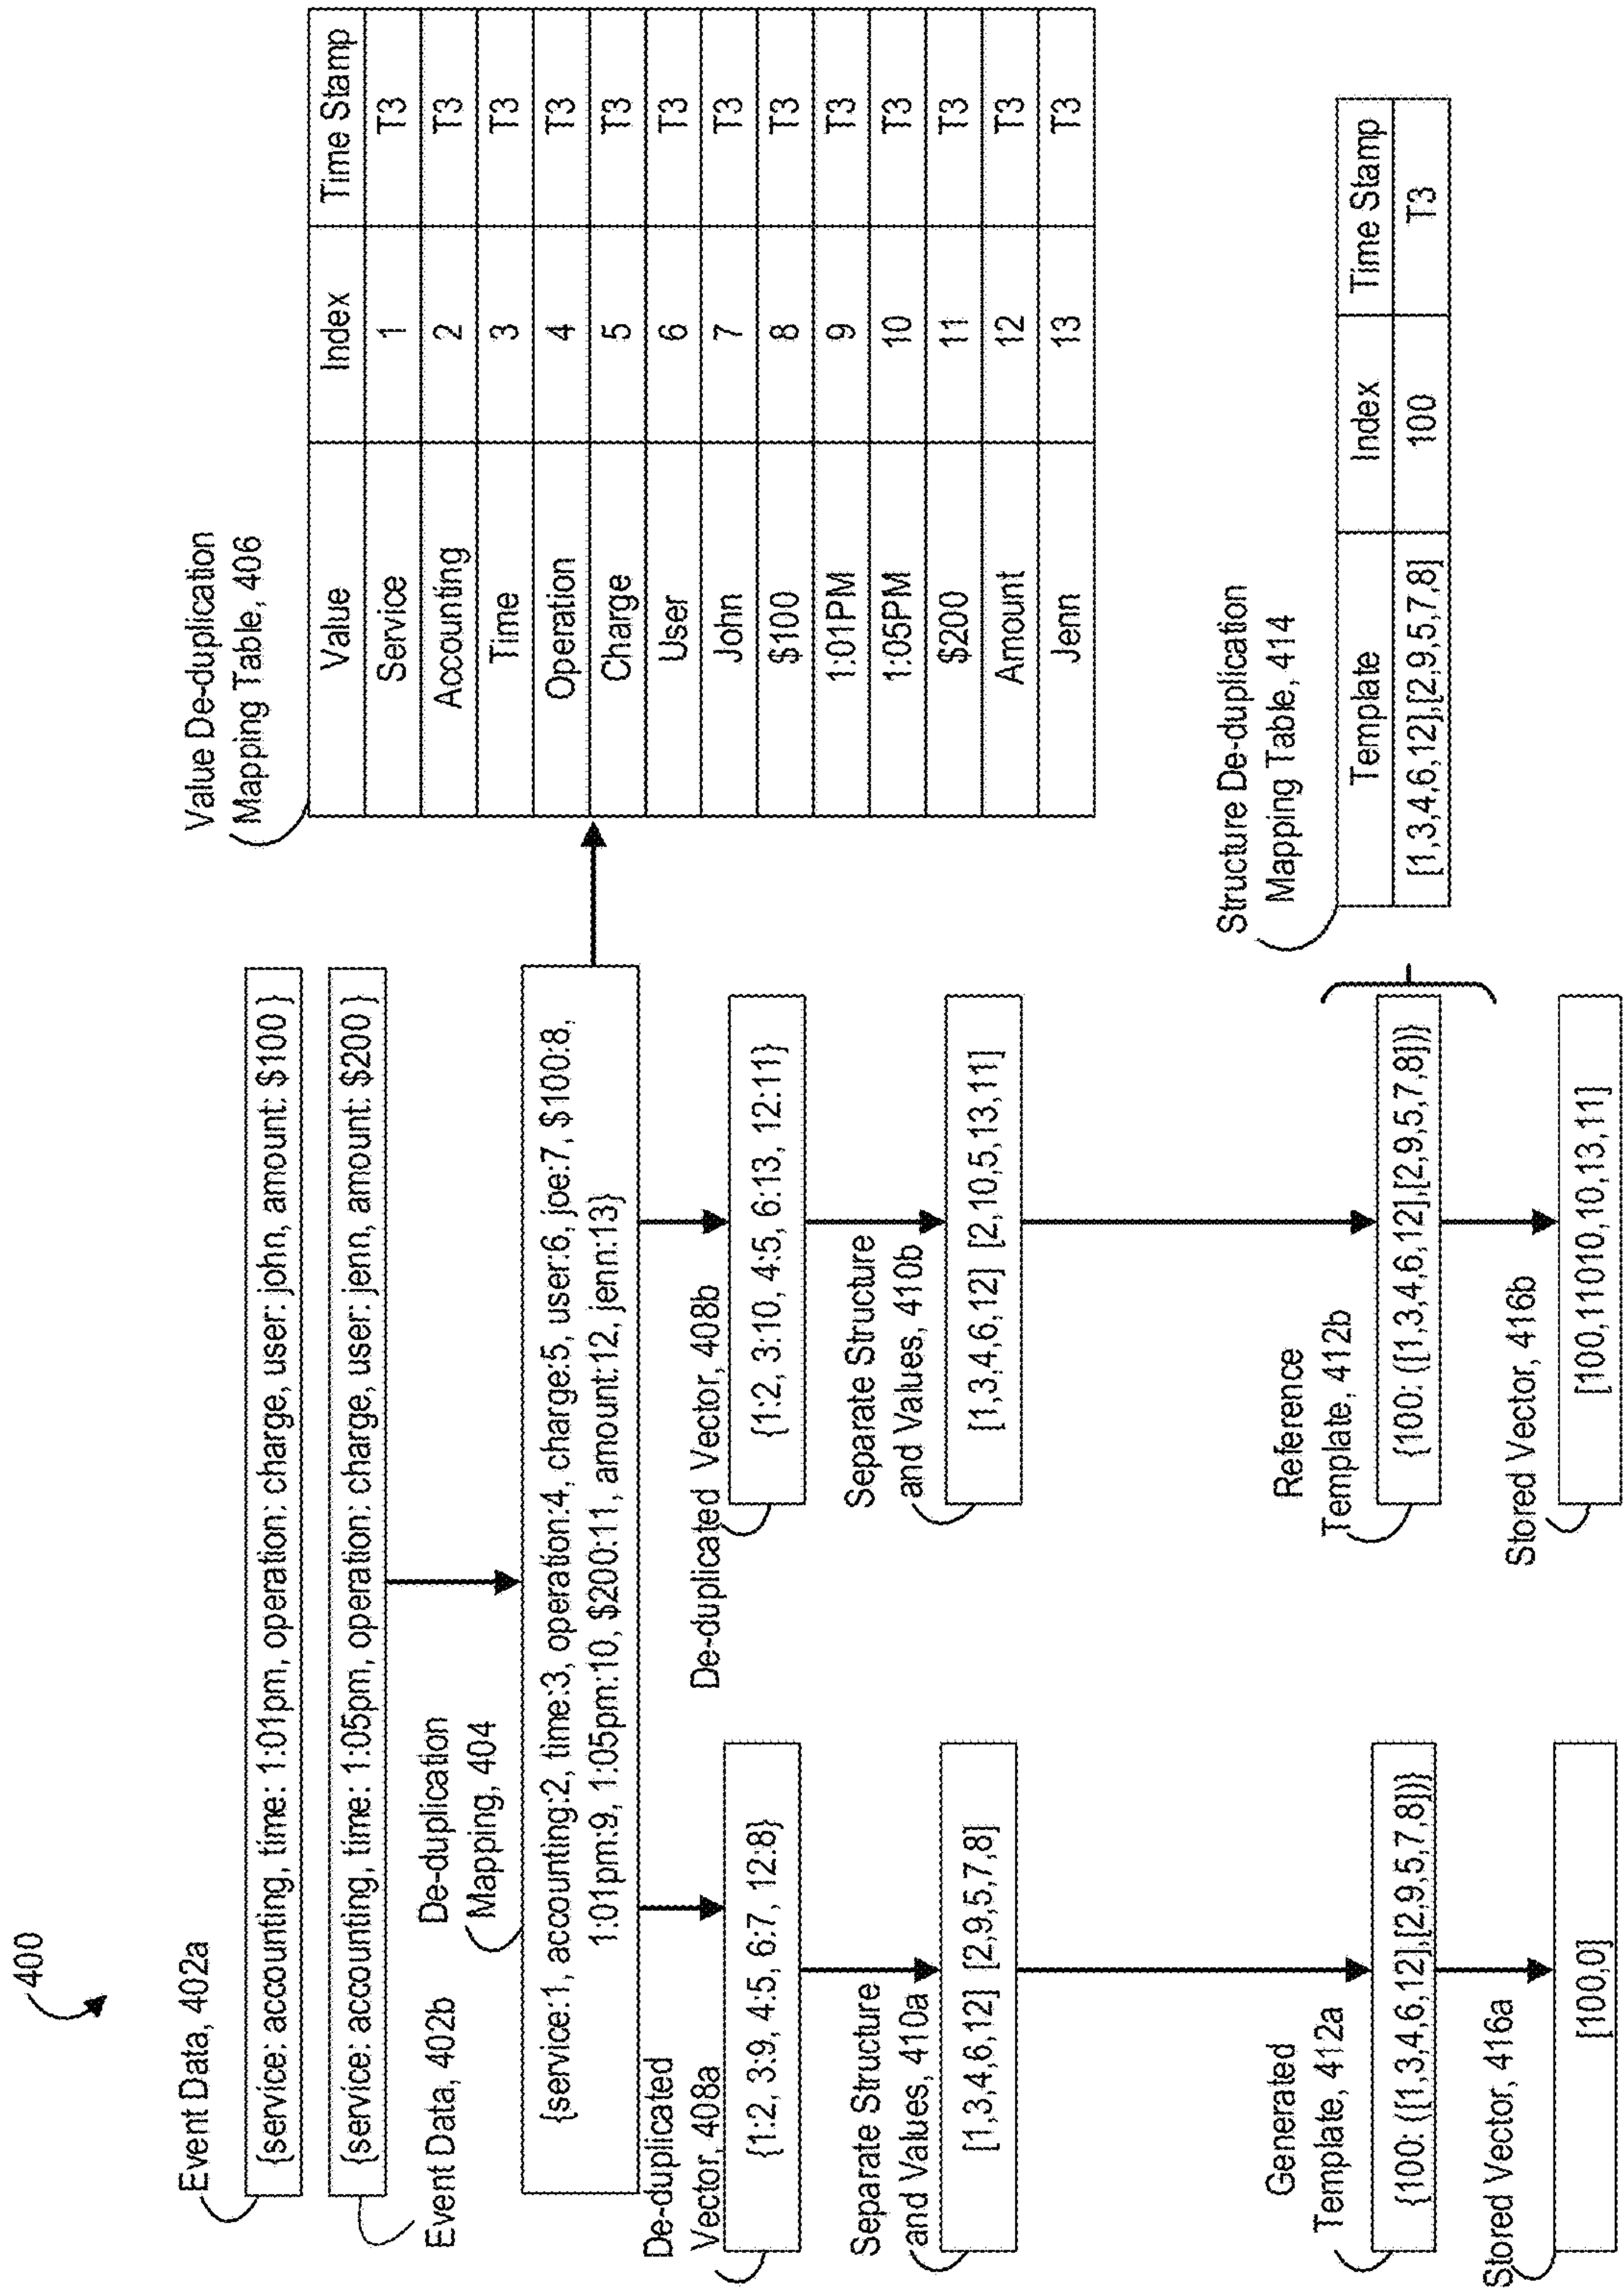 400
Event Data, 402a
{service: accounting, time: 1:01pm, operation: charge, user: john, amount: $100 }
{service: accounting, time: 1:05pm, operation: charge, user: jenn, amount: $200 }
Event Data, 402b
De-duplication
Mapping, 404
{service:1, accounting:2, time:3, operation:4, charge:5, user:6, joe:7, $100:8,
1:01pm:9, 1:05pm:10, $200:11, amount:12, jenn:13}
Value De-duplication
Mapping Table, 406
Value Index Time Stamp
Service 1 T3
Accounting 2 T3
Time 3 T3
Operation 4 T3
Charge 5 T3
User 6 T3
John 7 T3
$100 8 T3
1:01PM 9 T3
1:05PM 10 T3
$200 11 T3
Amount 12 T3
Jenn 13 T3
De-duplicated
Vector, 408a
{1:2, 3:9, 4:5, 6:7, 12:8}
De-duplicated Vector, 408b
{1:2, 3:10, 4:5, 6:13, 12:11}
Separate Structure
and Values, 410a
[1,3,4,6,12] [2,9,5,7,8]
Separate Structure
and Values, 410b
[1,3,4,6,12] [2,10,5,13,11]
Generated
Template, 412a
{100: ([1,3,4,6,12],[2,9,5,7,8])}
Reference
Template, 412b
{100: ([1,3,4,6,12],[2,9,5,7,8])}
Structure De-duplication
Mapping Table, 414
Template Index Time Stamp
[1,3,4,6,12],[2,9,5,7,8] 100 T3
Stored Vector, 416a
[100,0]
Stored Vector, 416b
[100,11010,10,13,11]